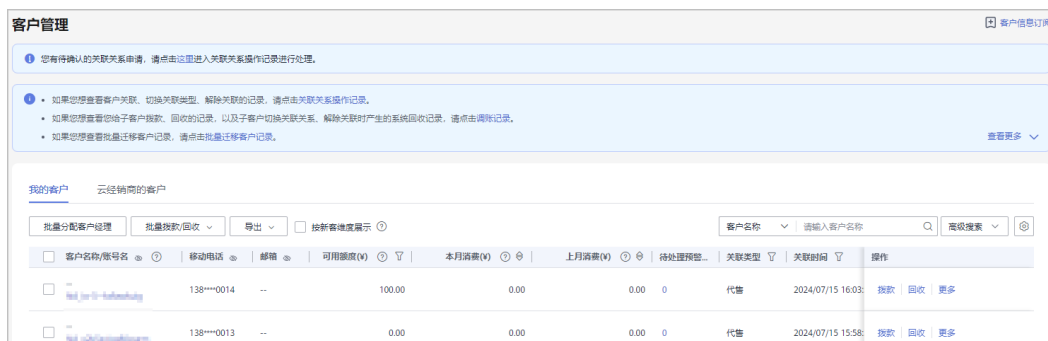 客户管理
客户信息订阅
您有待确认的关联关系申请，请点击这里进入关联关系操作记录进行处理。
如果您想查看客户关联、切换关联类型、解除关联的记录，请点击关联关系操作记录。
如果您想查看您给子客户拨款、回收的记录，以及子客户切换关联关系、解除关联时产生的系统回收记录，请点击调账记录。
如果您想查看批量迁移客户记录，请点击批量迁移客户记录。
查看更多
我的客户 云经销商的客户
批量分配客户经理 批量拨款/回收 导出 按新客维度展示 客户名称 请输入客户名称 高级搜索
客户名称/账号名 移动电话 邮箱 可用额度(¥) 本月消费(¥) 上月消费(¥) 待处理预警... 关联类型 关联时间 操作
-- 138****0014 -- 100.00 0.00 0.00 0 代售 2024/07/15 16:03: 拨款 回收 更多
-- 138****0013 -- 0.00 0.00 0.00 0 代售 2024/07/15 15:58: 拨款 回收 更多